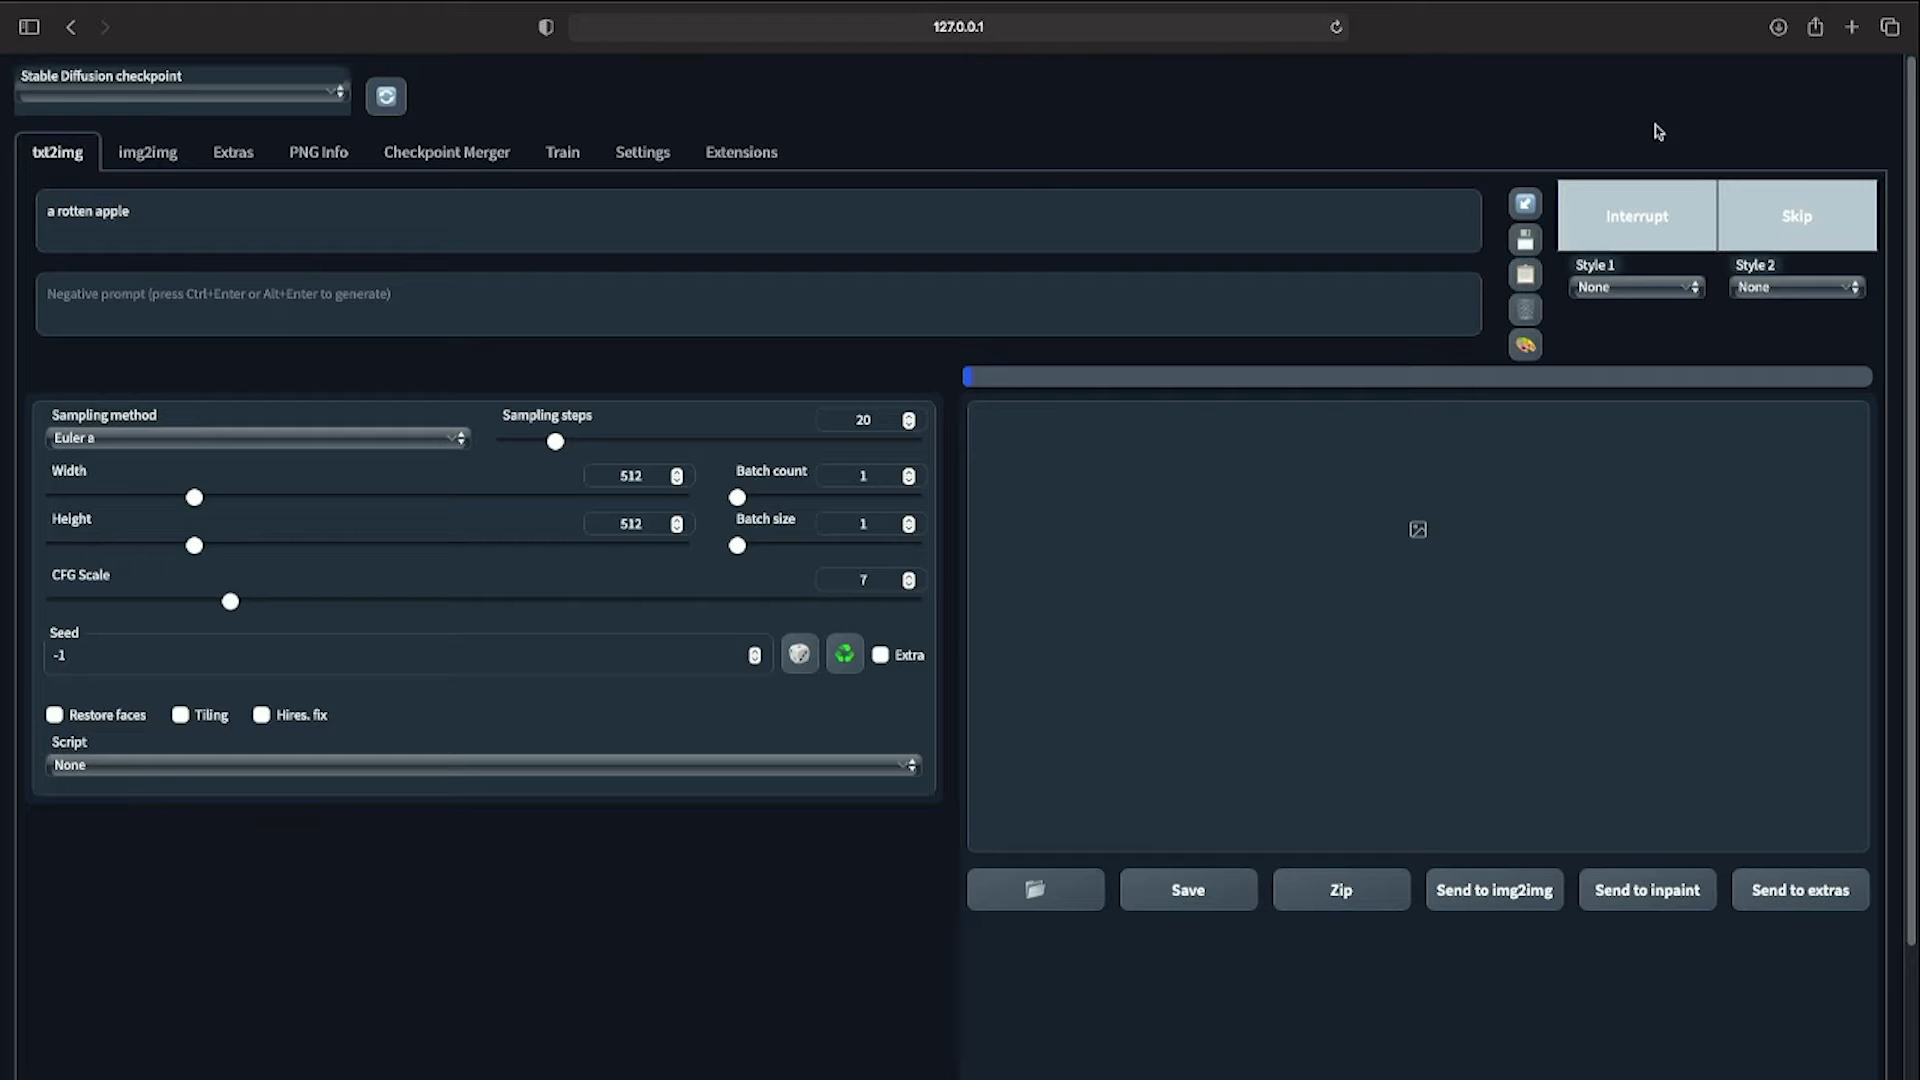 127.0.0.1
Stable Diffusion checkpoint
txt2img
img2img
Extras
PNG Info
Checkpoint Merger
Train
Settings
Extensions
a rotten apple
Interrupt
Skip
Style 1
Style 2
None
None
Negative prompt (press Ctrl+Enter or Alt+Enter to generate)
Sampling method
Euler a
Sampling steps
20
Width
512
Batch count
1
Height
512
Batch size
1
CFG Scale
7
Seed
-1
Extra
Restore faces
Tiling
Hires. fix
Script
None
Save
Zip
Send to img2img
Send to inpaint
Send to extras